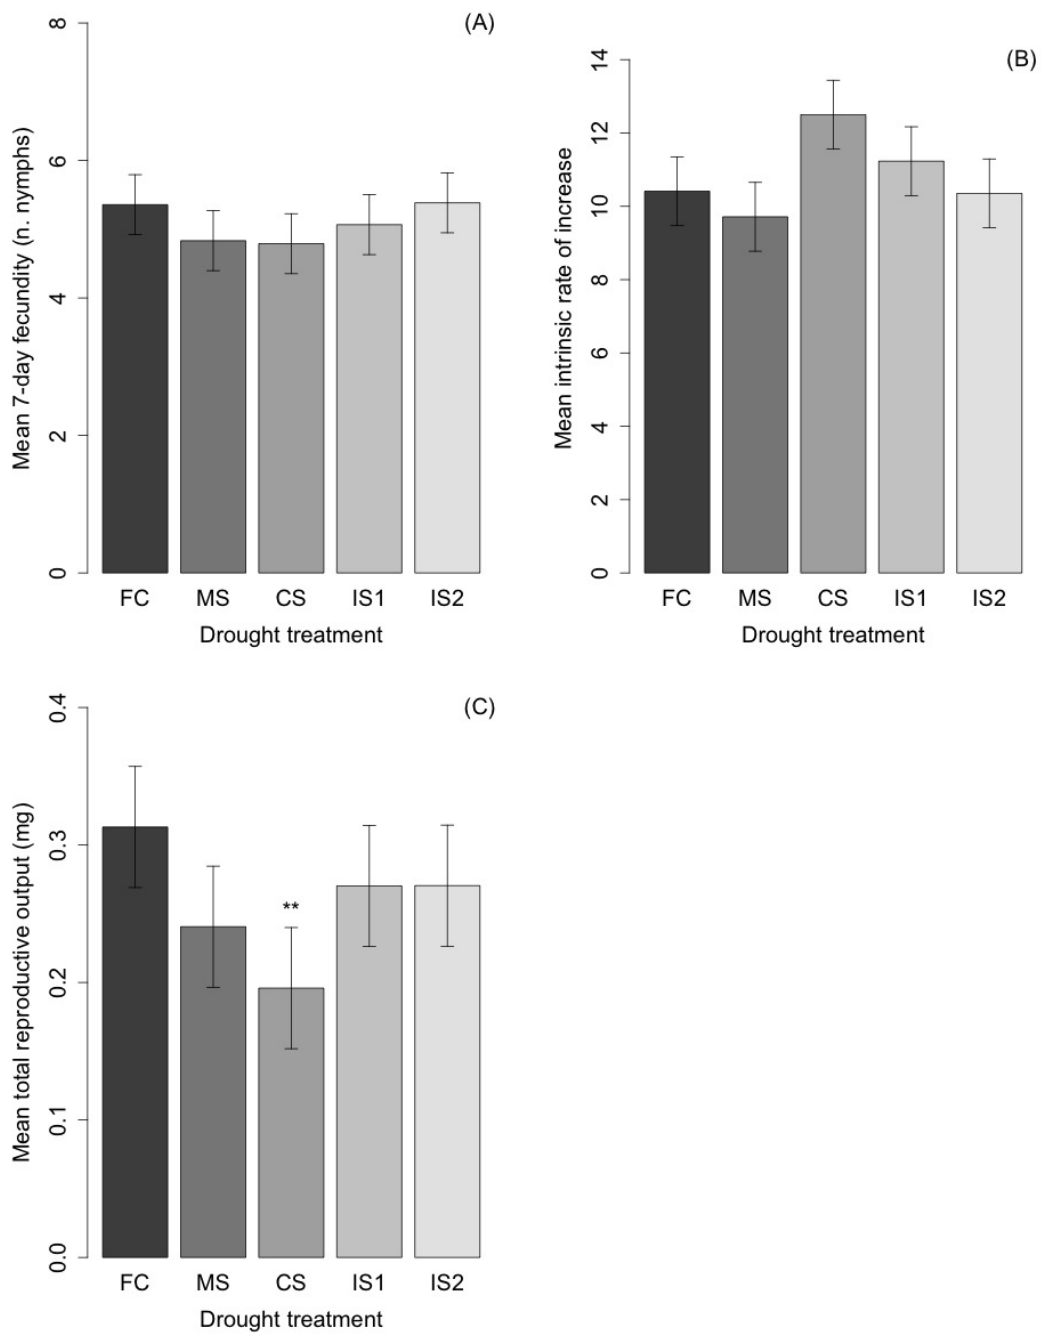 (A)
Mean 7-day fecundity (n. nymphs)
8
6
4
2
0
FC MS CS IS1 IS2
Drought treatment
(B)
Mean intrinsic rate of increase
14
12
10
8
6
4
2
0
FC MS CS IS1 IS2
Drought treatment
(C)
Mean total reproductive output (mg)
0.4
0.3
0.2
0.1
0.0
**
FC MS CS IS1 IS2
Drought treatment